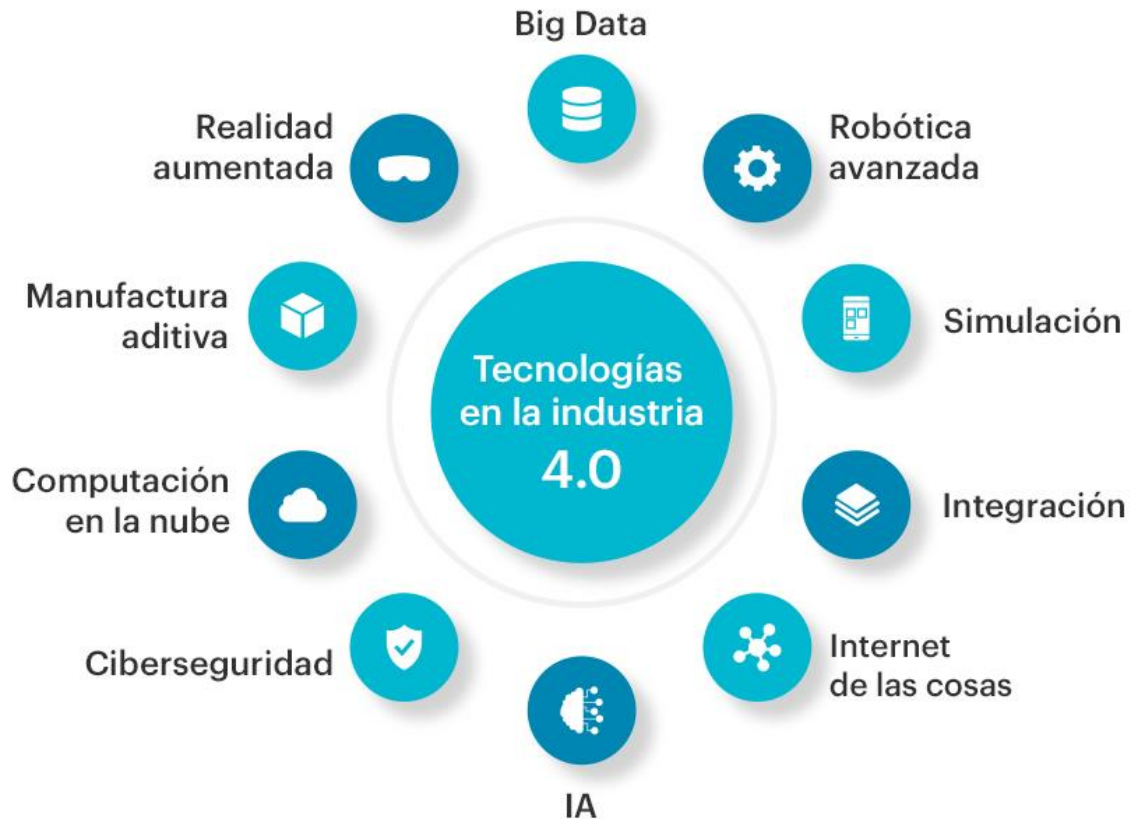 Big Data
Robótica
avanzada
Simulación
Integración
Internet
de las cosas
IA
Ciberseguridad
Computación
en la nube
Manufactura
aditiva
Realidad
aumentada
Tecnologías
en la industria
4.0